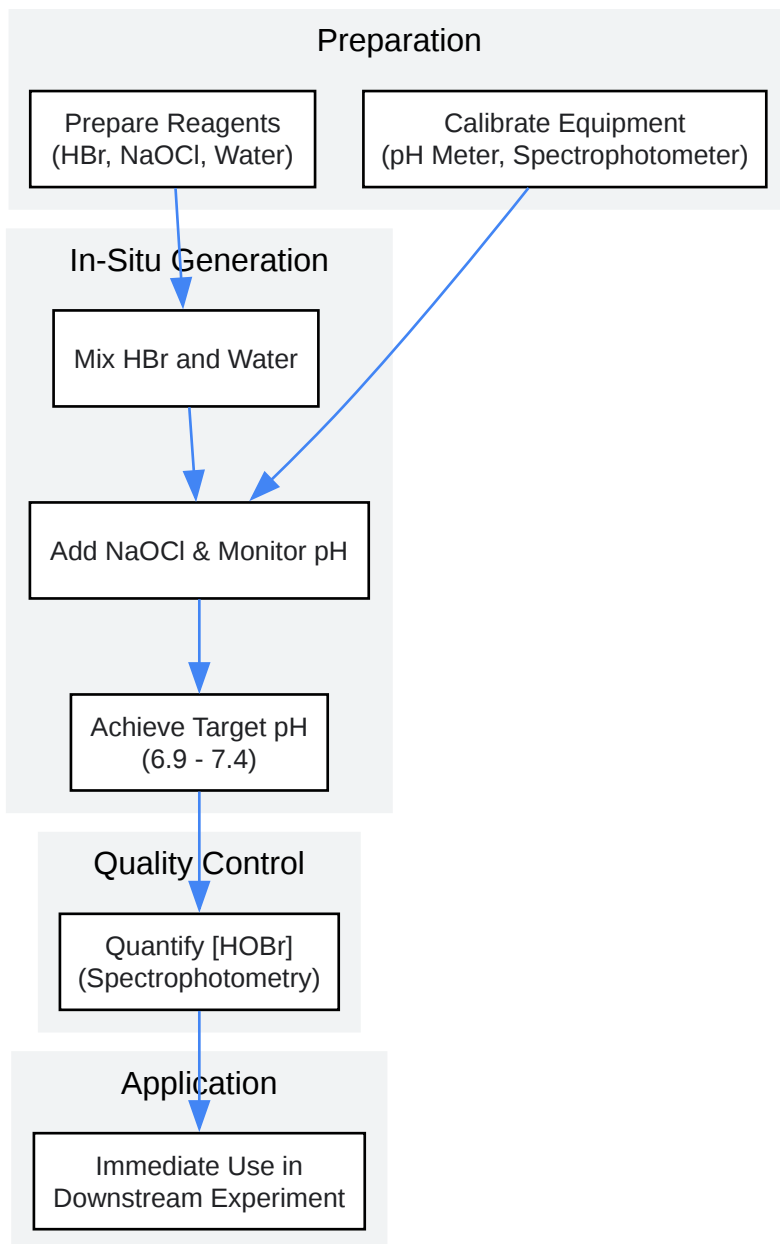 Preparation
Prepare Reagents
(HBr, NaOCl, Water)
Calibrate Equipment
(pH Meter, Spectrophotometer)
In-Situ Generation
Mix HBr and Water
Add NaOCl & Monitor pH
Achieve Target pH
(6.9 - 7.4)
Quality Control
Quantify [HOBr]
(Spectrophotometry)
Application
Immediate Use in
Downstream Experiment